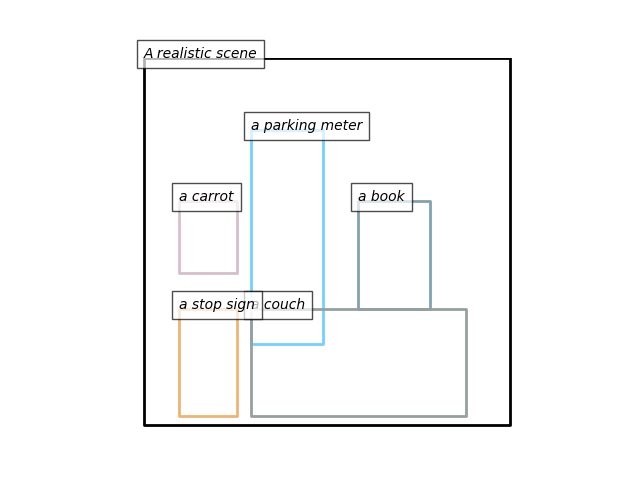 A realistic scene
a parking meter
a carrot
a book
a stop sign
a couch